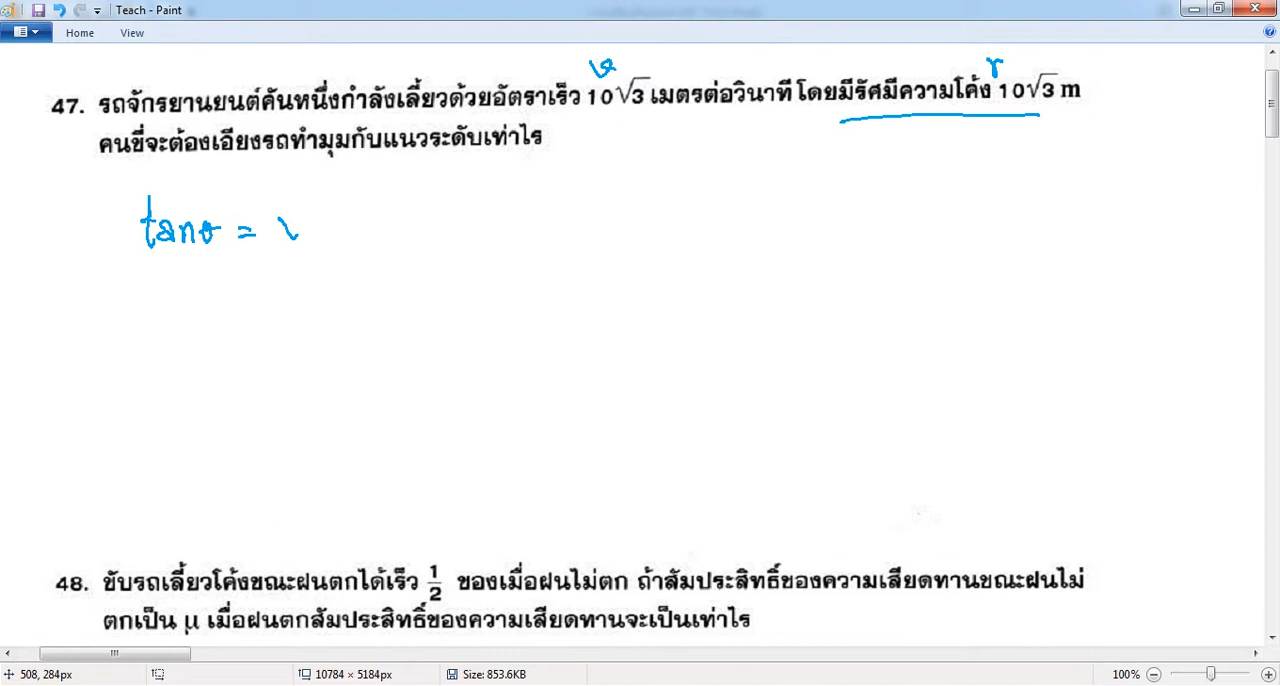 Teach - Paint
Home View
v r
47. รถจักรยานยนต์คันหนึ่งกำลังเลี้ยวด้วยอัตราเร็ว 10√3 เมตรต่อวินาที โดยมีรัศมีความโค้ง 10√3 m
คนขี่จะต้องเอียงรถทำมุมกับแนวระดับเท่าไร
tanθ =
48. ขับรถเลี้ยวโค้งขณะฝนตกได้เร็ว 1/2 ของเมื่อฝนไม่ตก ถ้าสัมประสิทธิ์ของความเสียดทานขณะฝนไม่
ตกเป็น μ เมื่อฝนตกสัมประสิทธิ์ของความเสียดทานจะเป็นเท่าไร
508, 284px 10784 × 5184px Size: 853.6KB 100%